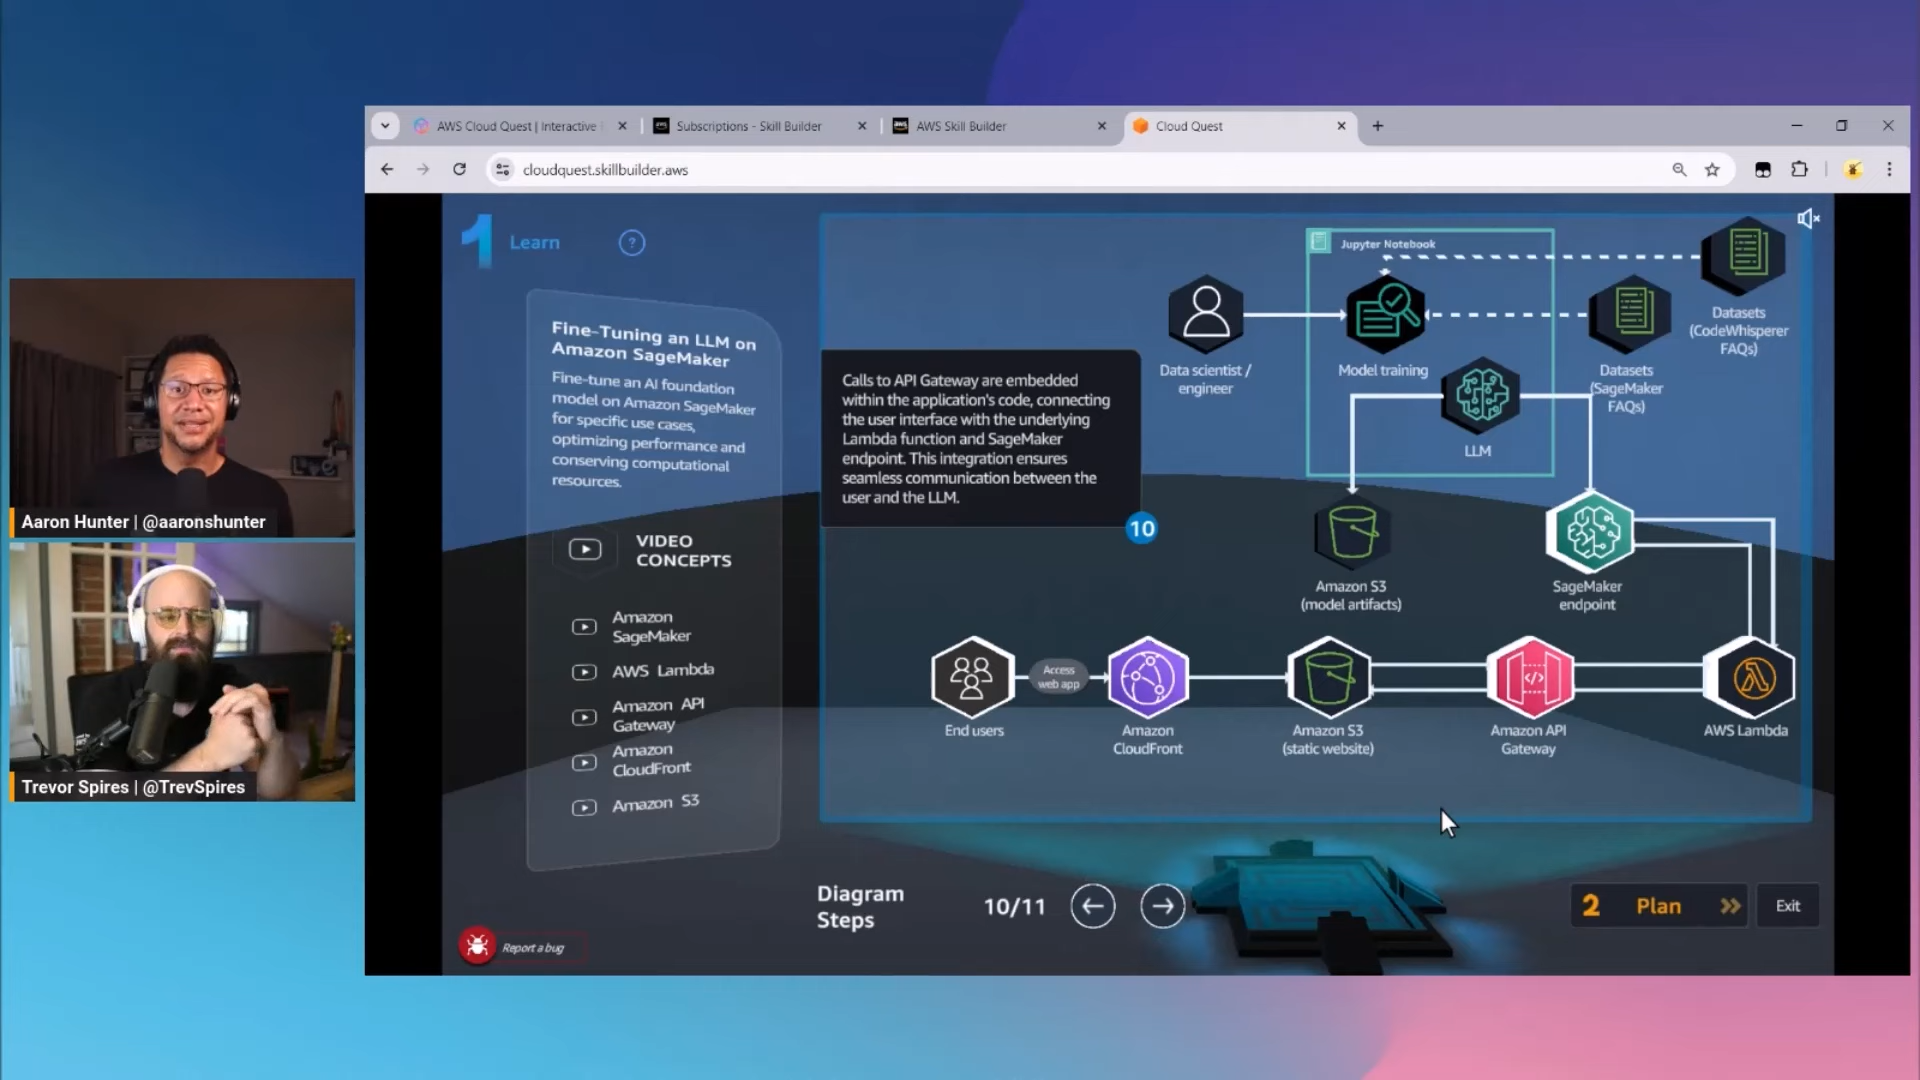 AWS Cloud Quest | Interactive
Subscriptions - Skill Builder
AWS Skill Builder
Cloud Quest
cloudquest.skillbuilder.aws
1 Learn
?
Fine-Tuning an LLM on
Amazon SageMaker
Fine-tune an AI foundation
model on Amazon SageMaker
for specific use cases,
optimizing performance and
conserving computational
resources.
VIDEO
CONCEPTS
Amazon
SageMaker
AWS Lambda
Amazon API
Gateway
Amazon
CloudFront
Amazon S3
Report a bug
Calls to API Gateway are embedded
within the application's code, connecting
the user interface with the underlying
Lambda function and SageMaker
endpoint. This integration ensures
seamless communication between the
user and the LLM.
10
Jupyter Notebook
Data scientist /
engineer
Model training
Datasets
(SageMaker
FAQs)
Datasets
(CodeWhisperer
FAQs)
LLM
Amazon S3
(model artifacts)
SageMaker
endpoint
End users
Access
web app
Amazon
CloudFront
Amazon S3
(static website)
Amazon API
Gateway
AWS Lambda
Diagram
Steps
10/11
2 Plan
Exit
Aaron Hunter | @aaronshunter
Trevor Spires | @TrevSpires